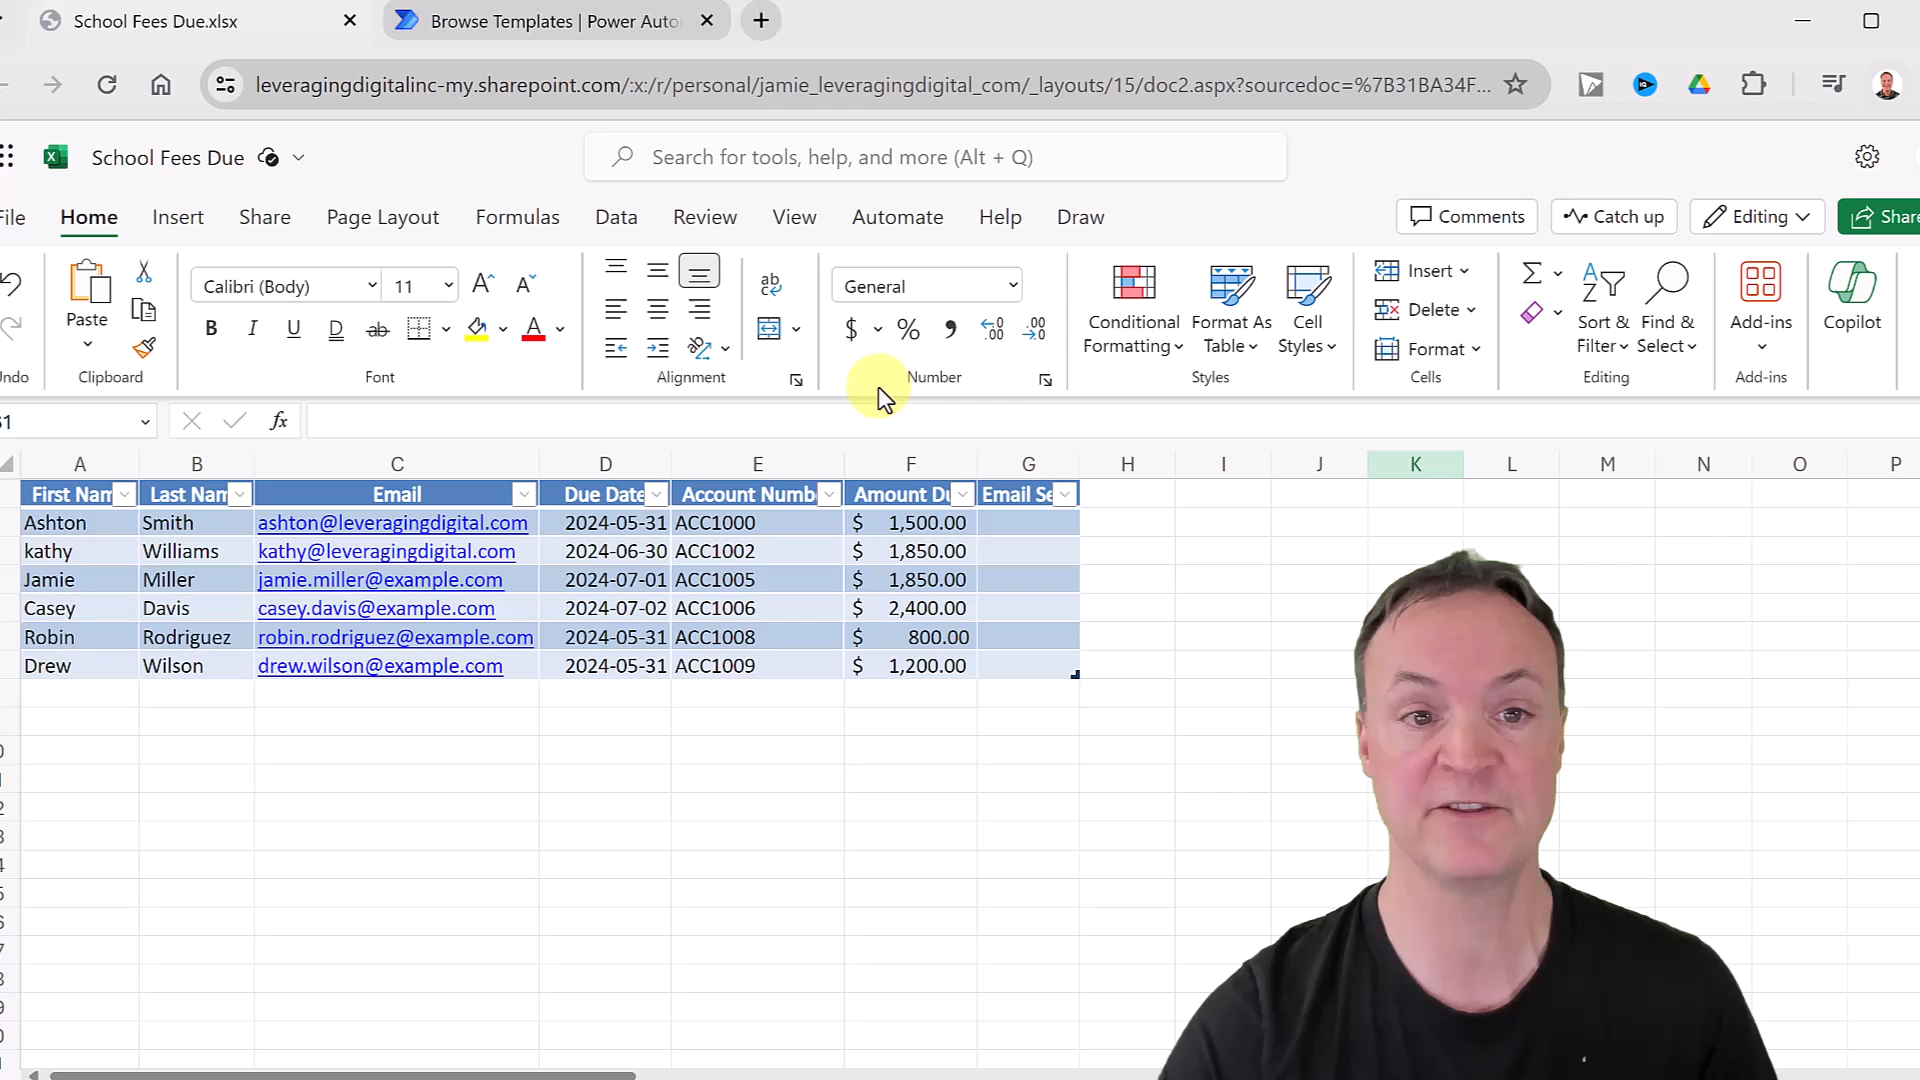 School Fees Due.xlsx
Browse Templates | Power Auto
leveragingdigitalinc-my.sharepoint.com/:x:/r/personal/jamie_leveragingdigital_com/_layouts/15/doc2.aspx?sourcedoc=%7B31BA34F...
School Fees Due
Search for tools, help, and more (Alt + Q)
File Home Insert Share Page Layout Formulas Data Review View Automate Help Draw
Comments Catch up Editing Share
Paste
Calibri (Body) 11
General
Conditional Formatting
Format As Table
Cell Styles
Insert
Delete
Format
Sort & Filter
Find & Select
Add-ins
Copilot
Undo Clipboard Font Alignment Number Styles Cells Editing Add-ins
fx
A B C D E F G H I J K L M N O P
First Nam Last Nam Email Due Date Account Numb Amount Du Email Se
Ashton Smith ashton@leveragingdigital.com 2024-05-31 ACC1000 $ 1,500.00
kathy Williams kathy@leveragingdigital.com 2024-06-30 ACC1002 $ 1,850.00
Jamie Miller jamie.miller@example.com 2024-07-01 ACC1005 $ 1,850.00
Casey Davis casey.davis@example.com 2024-07-02 ACC1006 $ 2,400.00
Robin Rodriguez robin.rodriguez@example.com 2024-05-31 ACC1008 $ 800.00
Drew Wilson drew.wilson@example.com 2024-05-31 ACC1009 $ 1,200.00